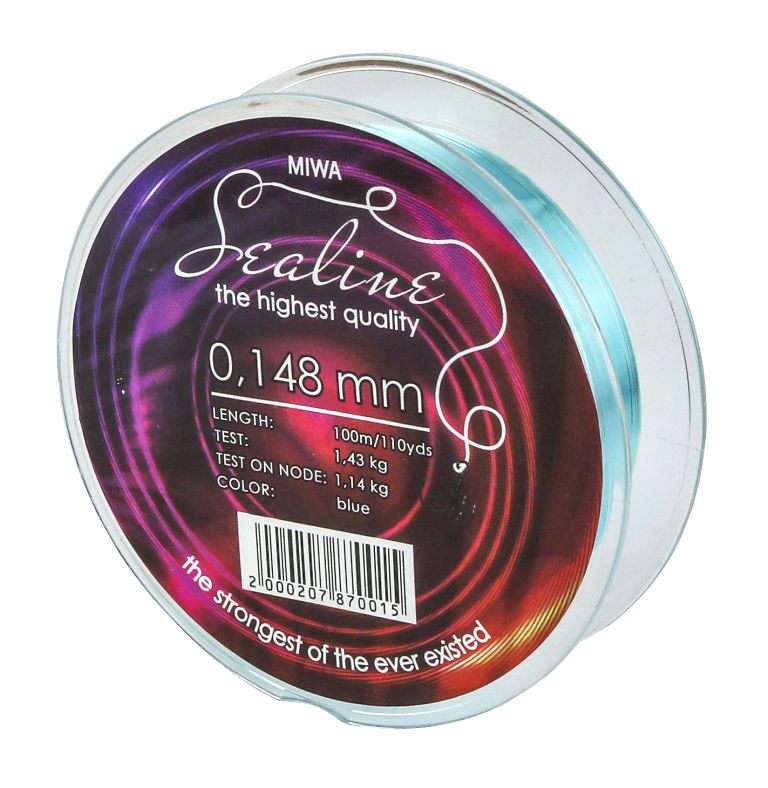 MIWA
Sealine
the highest quality
0,148 mm
LENGTH: 100m/110yds
TEST: 1,43 kg
TEST ON NODE: 1,14 kg
COLOR: blue
2 000207 870015
the strongest of the ever existed